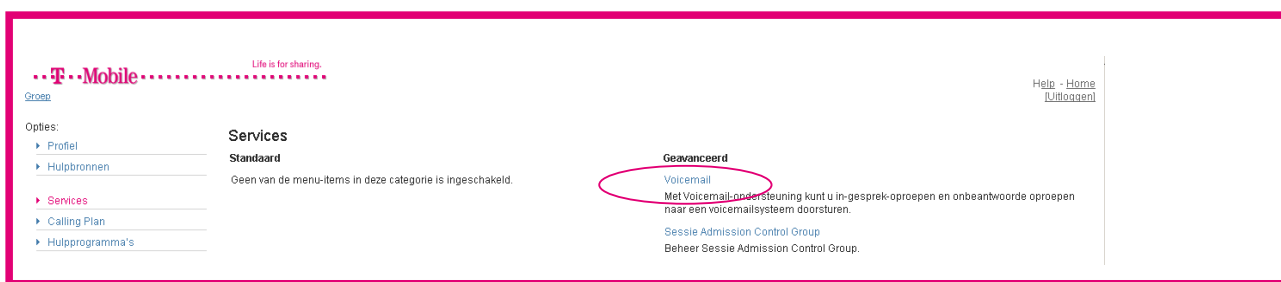 Life is for sharing.
T Mobile
Help - Home
[Uitloggen]
Groep
Opties:
Profiel
Hulpbronnen
Services
Calling Plan
Hulpprogramma's
Services
Standaard
Geen van de menu-items in deze categorie is ingeschakeld.
Geavanceerd
Voicemail
Met Voicemail-ondersteuning kunt u in-gesprek-oproepen en onbeantwoorde oproepen
naar een voicemailsysteem doorsturen.
Sessie Admission Control Group
Beheer Sessie Admission Control Group.